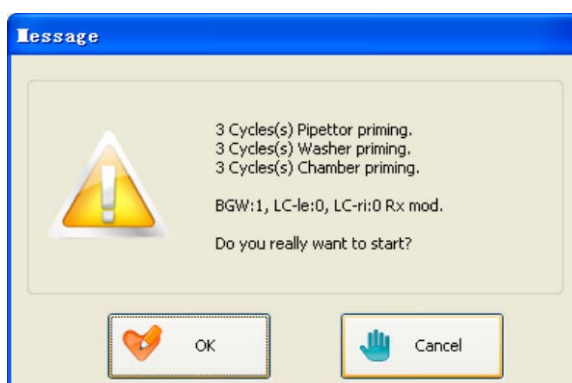 Message
3 Cycles(s) Pipettor priming.
3 Cycles(s) Washer priming.
3 Cycles(s) Chamber priming.
BGW:1, LC-le:0, LC-ri:0 Rx mod.
Do you really want to start?
OK
Cancel